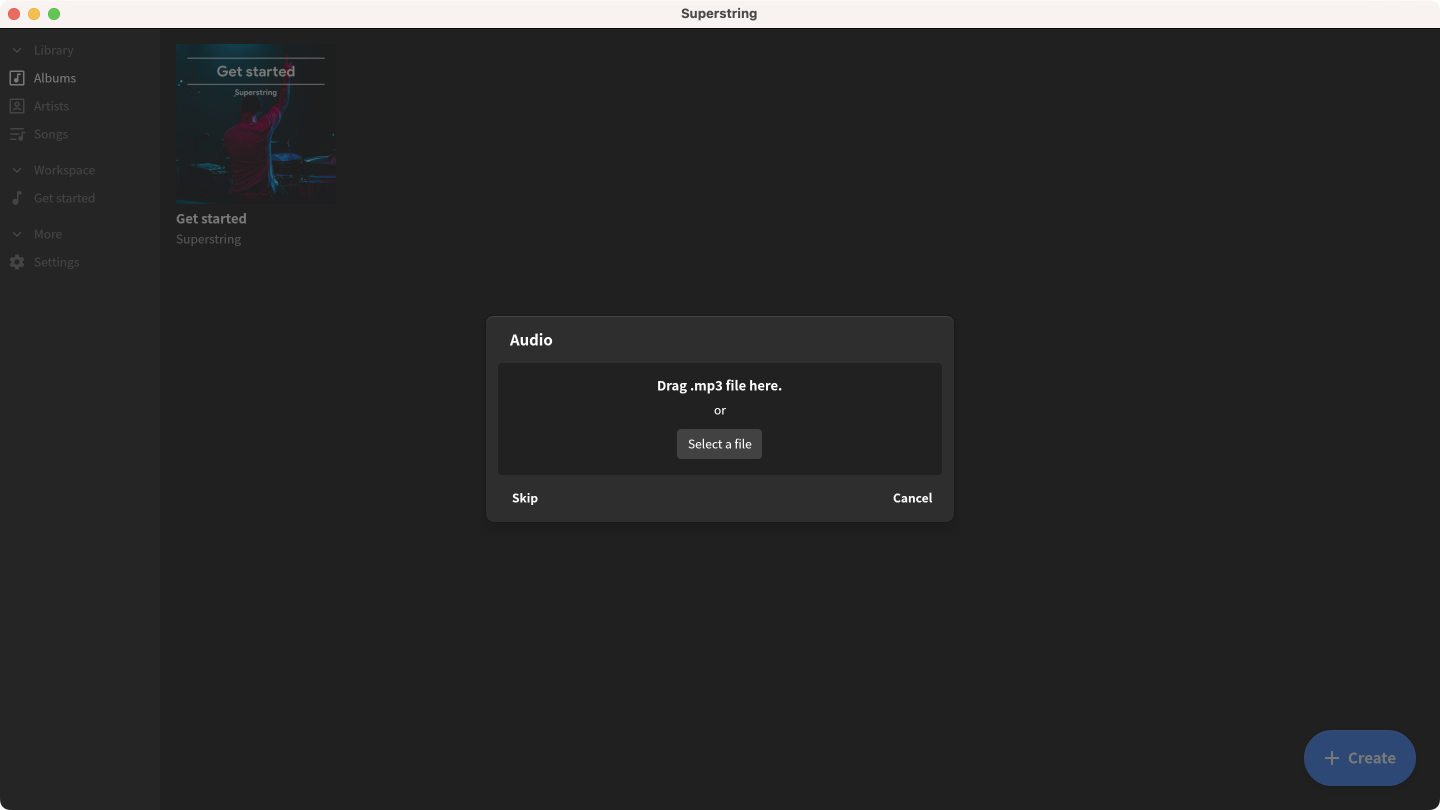 Superstring
Library
Albums
Artists
Songs
Workspace
Get started
More
Settings
Get started
Superstring
Get started
Superstring
Audio
Drag .mp3 file here.
or
Select a file
Skip
Cancel
Create